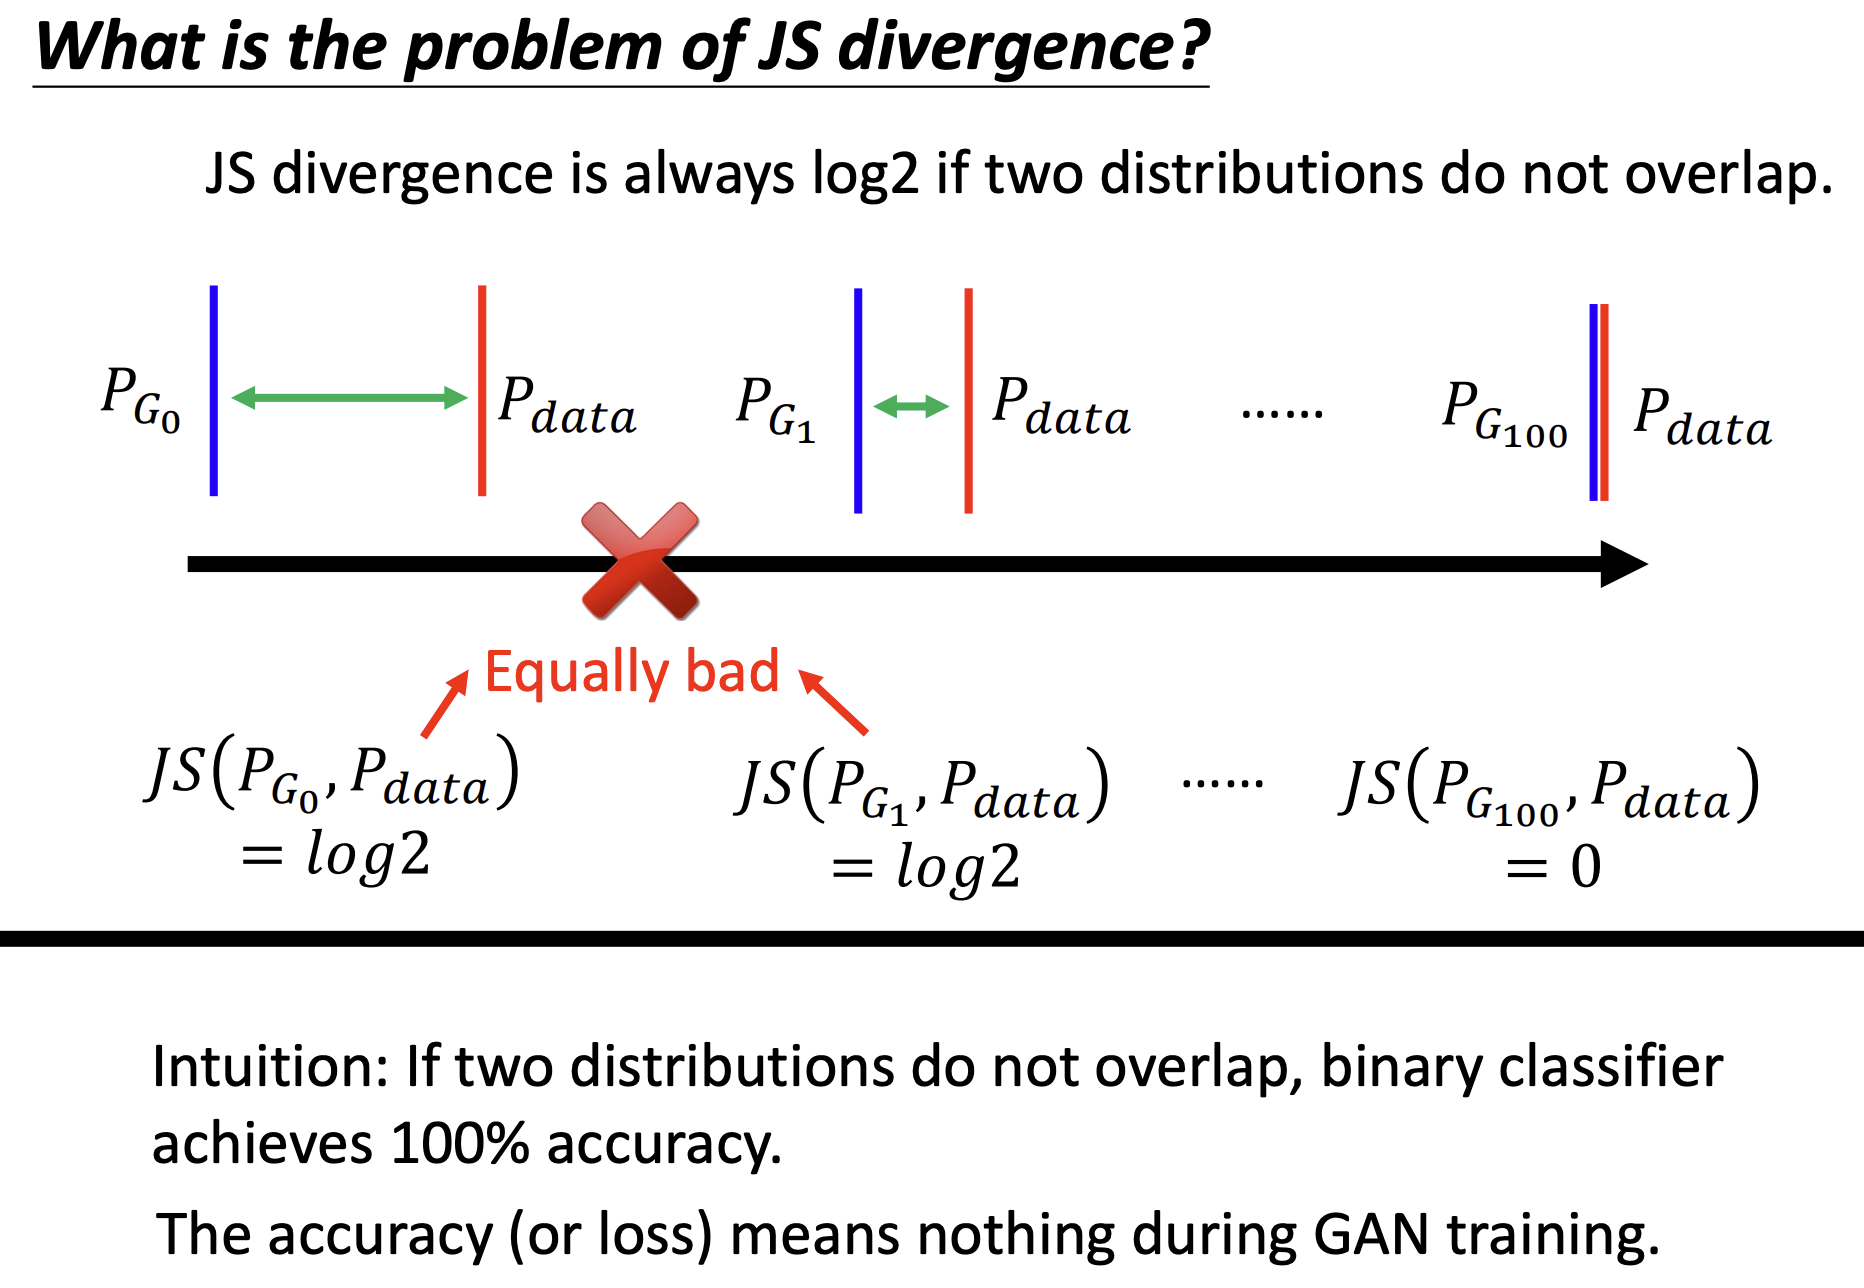 What is the problem of JS divergence?
JS divergence is always log2 if two distributions do not overlap.
P_{G_0} P_{data} P_{G_1} P_{data} …… P_{G_{100}} P_{data}
Equally bad
JS(P_{G_0}, P_{data}) JS(P_{G_1}, P_{data}) …… JS(P_{G_{100}}, P_{data})
= log2 = log2 = 0
Intuition: If two distributions do not overlap, binary classifier
achieves 100% accuracy.
The accuracy (or loss) means nothing during GAN training.